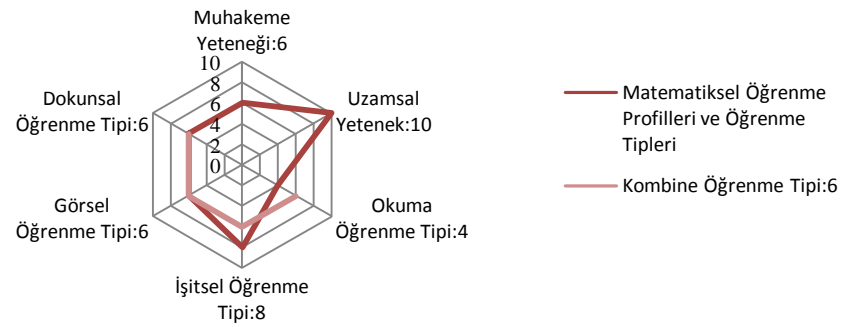 Muhakeme
Yeteneği:6
10
8
6
4
2
0
Uzamsal
Yetenek:10
Okuma
Öğrenme Tipi:4
İşitsel Öğrenme
Tipi:8
Görsel
Öğrenme Tipi:6
Dokunsal
Öğrenme Tipi:6
Matematiksel Öğrenme
Profilleri ve Öğrenme
Tipleri
Kombine Öğrenme Tipi:6